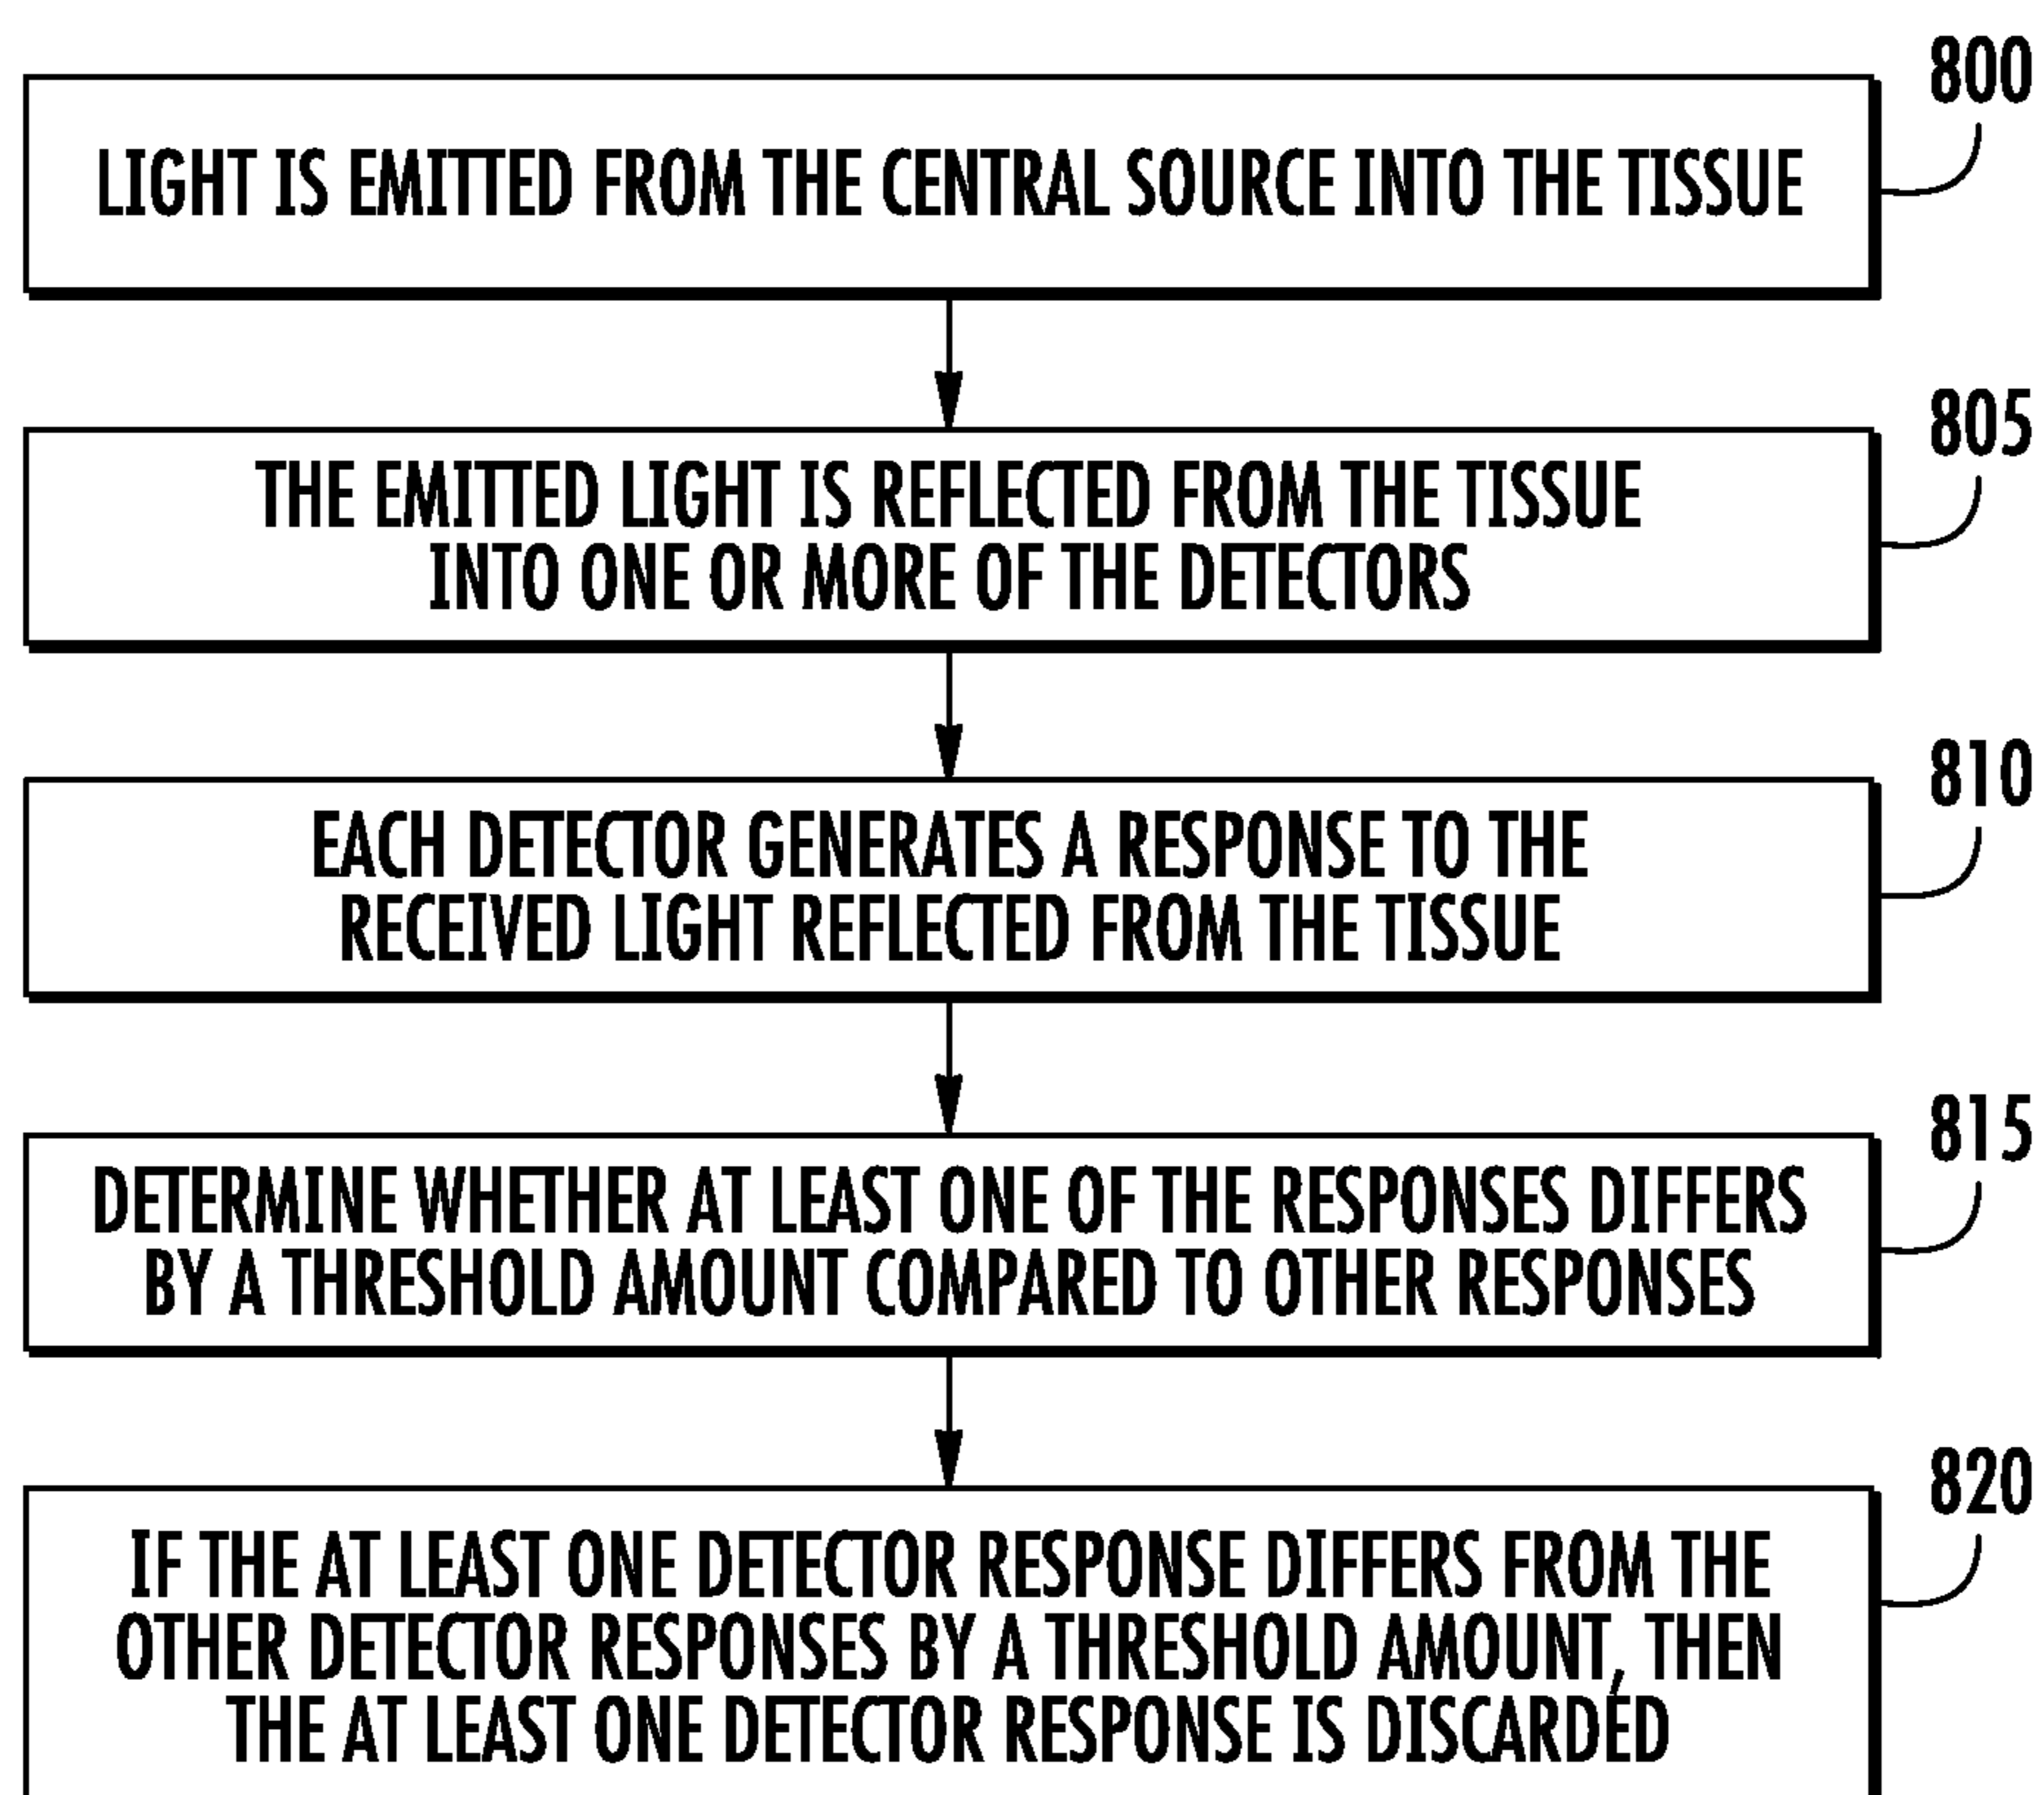 800
LIGHT IS EMITTED FROM THE CENTRAL SOURCE INTO THE TISSUE
805
THE EMITTED LIGHT IS REFLECTED FROM THE TISSUE
INTO ONE OR MORE OF THE DETECTORS
810
EACH DETECTOR GENERATES A RESPONSE TO THE
RECEIVED LIGHT REFLECTED FROM THE TISSUE
815
DETERMINE WHETHER AT LEAST ONE OF THE RESPONSES DIFFERS
BY A THRESHOLD AMOUNT COMPARED TO OTHER RESPONSES
820
IF THE AT LEAST ONE DETECTOR RESPONSE DIFFERS FROM THE
OTHER DETECTOR RESPONSES BY A THRESHOLD AMOUNT, THEN
THE AT LEAST ONE DETECTOR RESPONSE IS DISCARDED